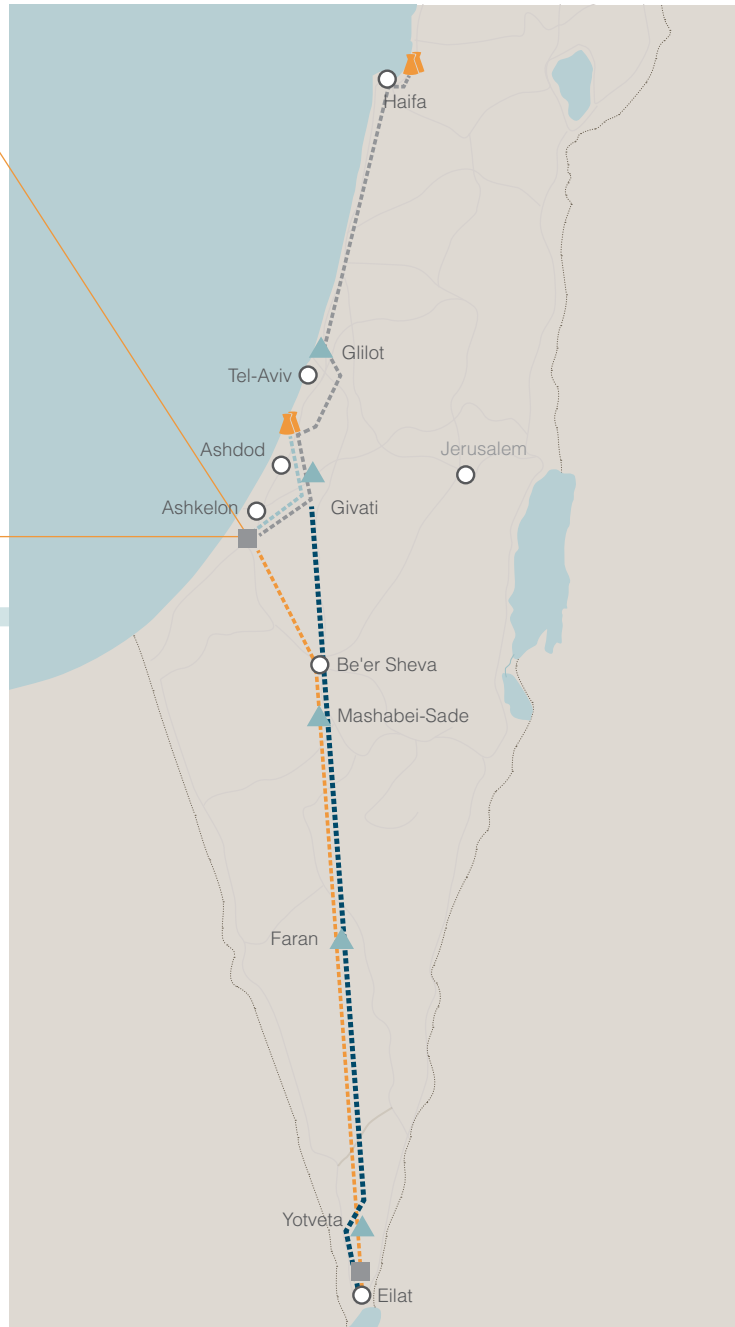 Haifa
Glilot
Tel-Aviv
Ashdod
Jerusalem
Ashkelon
Givati
Be'er Sheva
Mashabei-Sade
Faran
Yotveta
Eilat